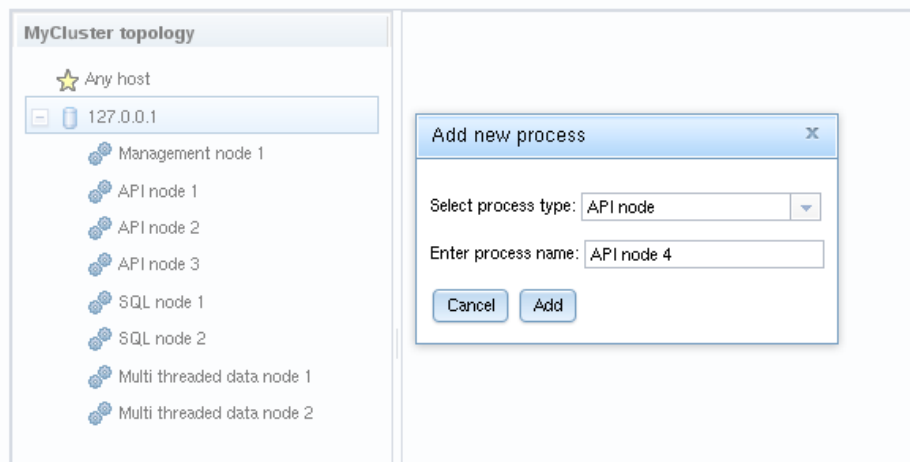 MyCluster topology
Any host
127.0.0.1
Management node 1
API node 1
API node 2
API node 3
SQL node 1
SQL node 2
Multi threaded data node 1
Multi threaded data node 2
Add new process x
Select process type: API node
Enter process name: API node 4
Cancel Add